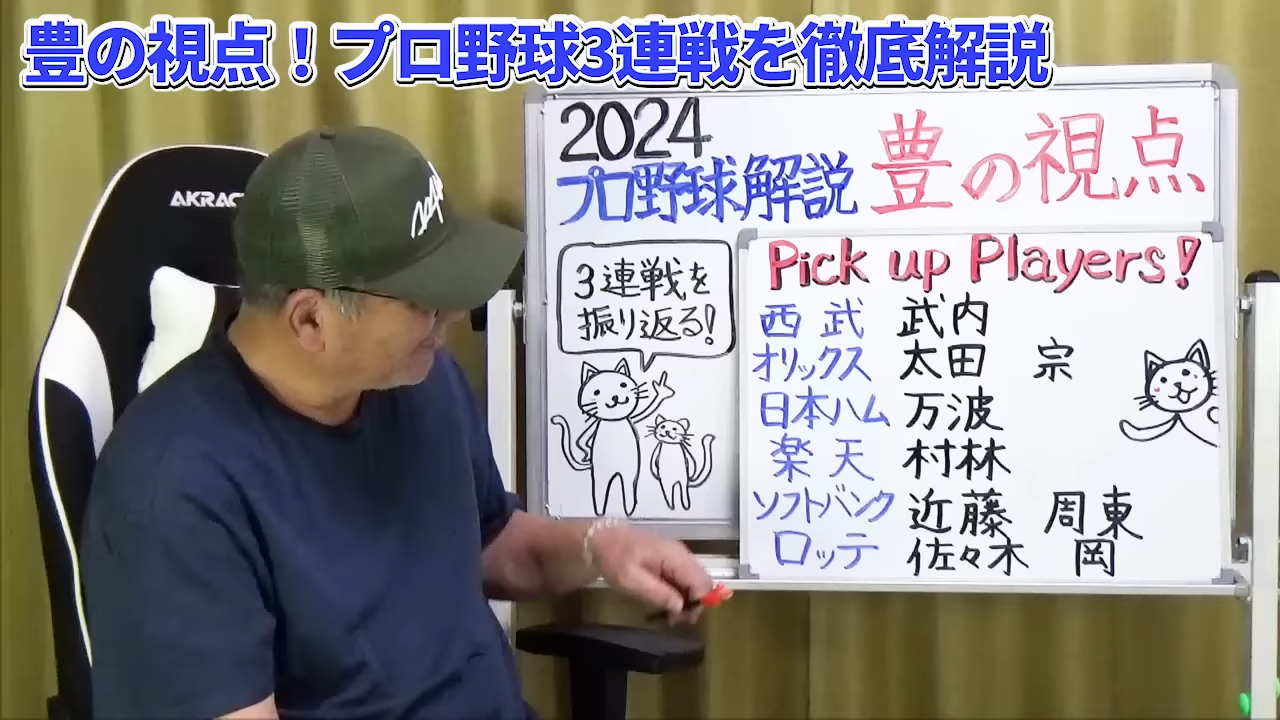 豊の視点！プロ野球3連戦を徹底解説
AKRAC
2024
プロ野球解説
豊の視点
3連戦を
振り返る!
Pick up Players!
西武 武内
オリックス 太田 宗
日本ハム 万波
楽天 村林
ソフトバンク 近藤 周東
ロッテ 佐々木 岡